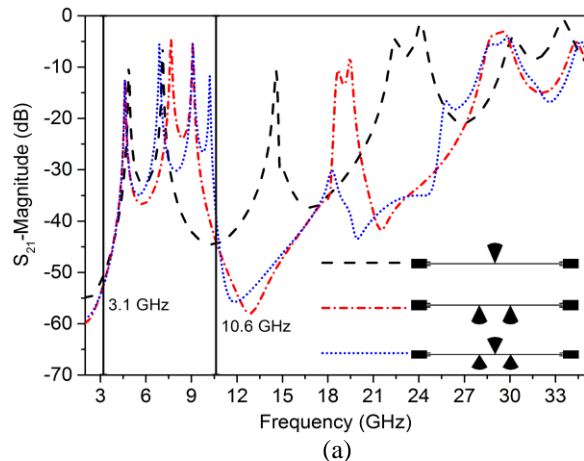 S21-Magnitude (dB)
0
-10
-20
-30
-40
-50
-60
-70
3.1 GHz
10.6 GHz
3 6 9 12 15 18 21 24 27 30 33
Frequency (GHz)
(a)